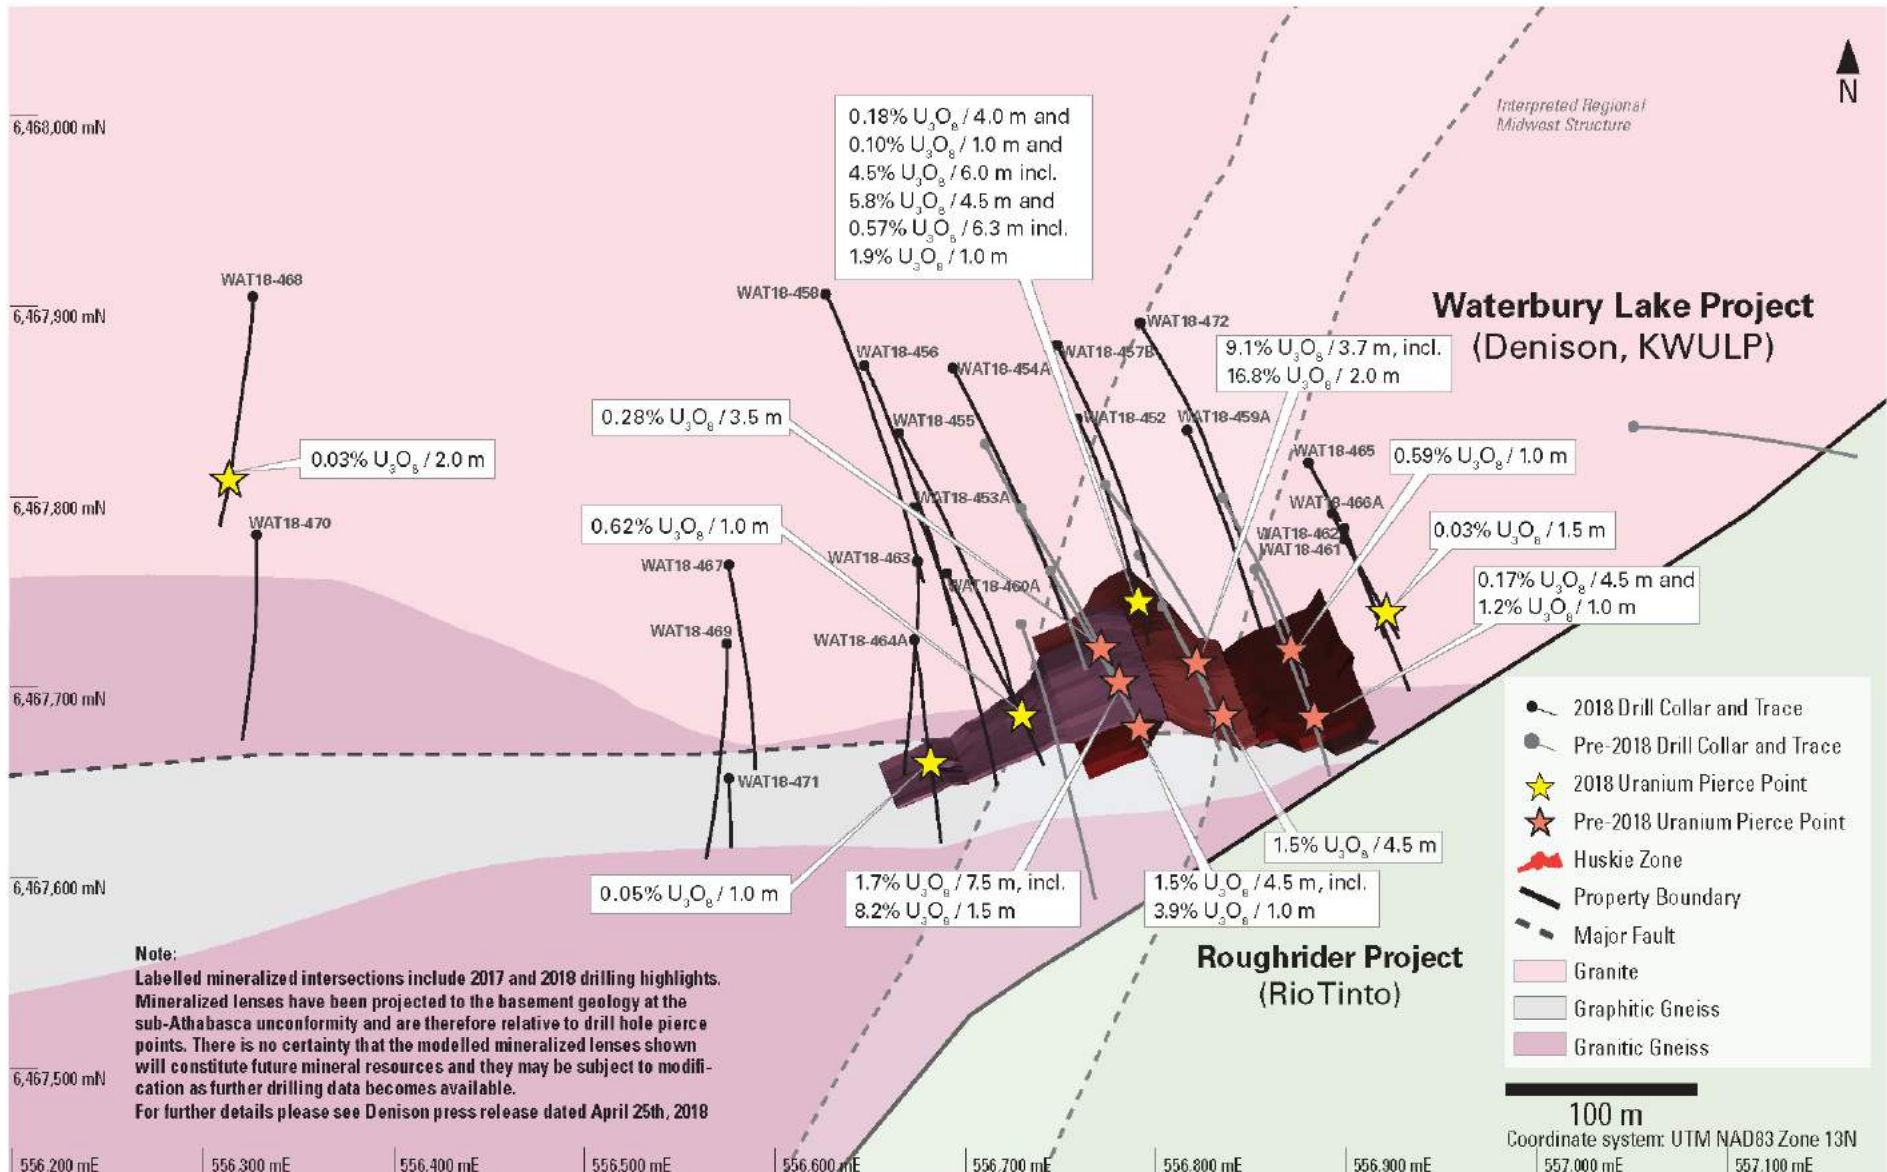 N
Interpreted Regional
Midwest Structure
6,468,000 mN
6,467,900 mN
6,467,800 mN
6,467,700 mN
6,467,600 mN
6,467,500 mN
0.18% U₃O₈ / 4.0 m and
0.10% U₃O₈ / 1.0 m and
4.5% U₃O₈ / 6.0 m incl.
5.8% U₃O₈ / 4.5 m and
0.57% U₃O₈ / 6.3 m incl.
1.9% U₃O₈ / 1.0 m
Waterbury Lake Project
(Denison, KWULP)
WAT18-468
WAT18-458
WAT18-472
WAT18-456
WAT18-454A
WAT18-457B
9.1% U₃O₈ / 3.7 m, incl.
16.8% U₃O₈ / 2.0 m
0.28% U₃O₈ / 3.5 m
WAT18-455
WAT18-452
WAT18-459A
0.03% U₃O₈ / 2.0 m
WAT18-465
0.59% U₃O₈ / 1.0 m
WAT18-453A
WAT18-466A
WAT18-470
0.62% U₃O₈ / 1.0 m
WAT18-462
WAT18-461
0.03% U₃O₈ / 1.5 m
WAT18-467
WAT18-463
WAT18-460A
0.17% U₃O₈ / 4.5 m and
1.2% U₃O₈ / 1.0 m
WAT18-469
WAT18-464A
WAT18-471
1.5% U₃O₈ / 4.5 m
0.05% U₃O₈ / 1.0 m
1.7% U₃O₈ / 7.5 m, incl.
8.2% U₃O₈ / 1.5 m
1.5% U₃O₈ / 4.5 m, incl.
3.9% U₃O₈ / 1.0 m
Roughrider Project
(Rio Tinto)
Note:
Labelled mineralized intersections include 2017 and 2018 drilling highlights.
Mineralized lenses have been projected to the basement geology at the
sub-Athabasca unconformity and are therefore relative to drill hole pierce
points. There is no certainty that the modelled mineralized lenses shown
will constitute future mineral resources and they may be subject to modifi-
cation as further drilling data becomes available.
For further details please see Denison press release dated April 25th, 2018
2018 Drill Collar and Trace
Pre-2018 Drill Collar and Trace
2018 Uranium Pierce Point
Pre-2018 Uranium Pierce Point
Huskie Zone
Property Boundary
Major Fault
Granite
Graphitic Gneiss
Granitic Gneiss
100 m
Coordinate system: UTM NAD83 Zone 13N
556,200 mE
556,300 mE
556,400 mE
556,500 mE
556,600 mE
556,700 mE
556,800 mE
556,900 mE
557,000 mE
557,100 mE